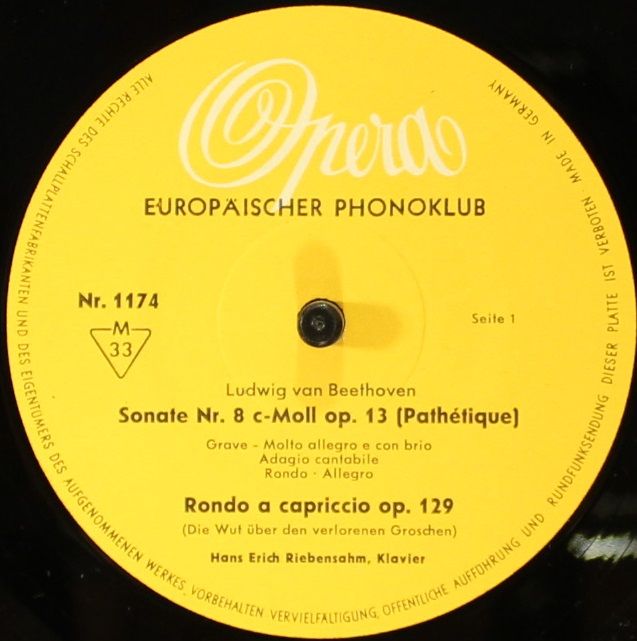 Opera
EUROPÄISCHER PHONOKLUB
Nr. 1174
M
33
Seite 1
Ludwig van Beethoven
Sonate Nr. 8 c-Moll op. 13 (Pathétique)
Grave - Molto allegro e con brio
Adagio cantabile
Rondo - Allegro
Rondo a capriccio op. 129
(Die Wut über den verlorenen Groschen)
Hans Erich Riebensahm, Klavier
ALLE RECHTE DES SCHALLPLATTENFABRIKANTEN UND DES EIGENTÜMERS DES AUFGENOMMENEN WERKES VORBEHALTEN VERVIELFÄLTIGUNG, ÖFFENTLICHE AUFFÜHRUNG UND RUNDFUNKSENDUNG DIESER PLATTE IST VERBOTEN · MADE IN GERMANY